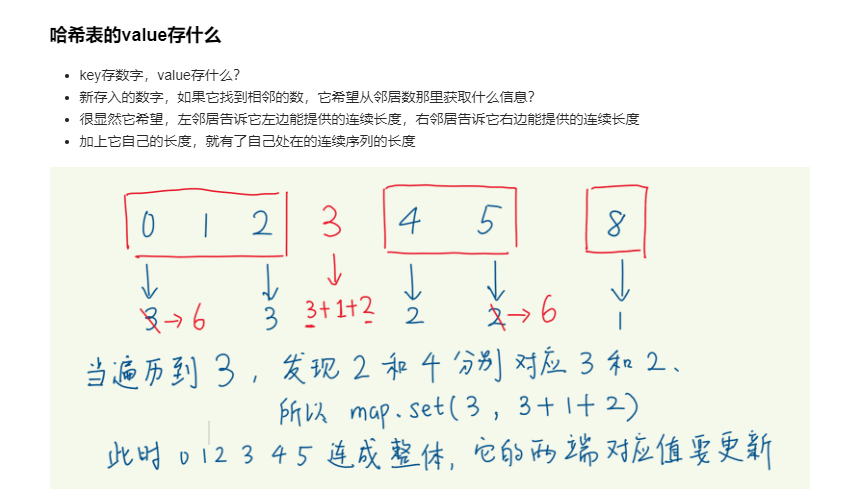 哈希表的value存什么
key存数字，value存什么？
新存入的数字，如果它找到相邻的数，它希望从邻居数那里获取什么信息？
很显然它希望，左邻居告诉它左边能提供的连续长度，右邻居告诉它右边能提供的连续长度
加上它自己的长度，就有了自己处在的连续序列的长度
0 1 2 3 4 5 8
3→6 3 3+1+2 2 2→6 1
当遍历到 3，发现 2 和 4 分别对应 3 和 2、
所以 map.set(3, 3+1+2)
此时 0 1 2 3 4 5 连成整体，它的两端对应值要更新